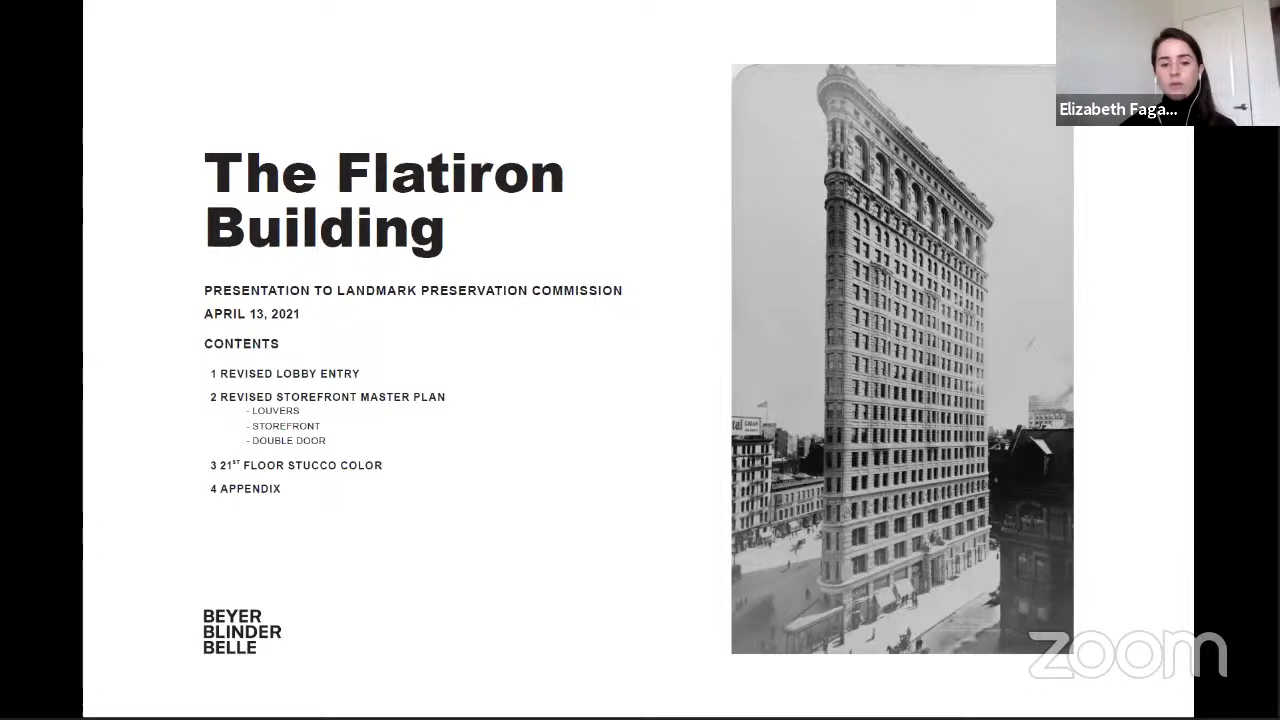 Elizabeth Faga...
The Flatiron
Building
PRESENTATION TO LANDMARK PRESERVATION COMMISSION
APRIL 13, 2021
CONTENTS
1 REVISED LOBBY ENTRY
2 REVISED STOREFRONT MASTER PLAN
- LOUVERS
- STOREFRONT
- DOUBLE DOOR
3 21ST FLOOR STUCCO COLOR
4 APPENDIX
BEYER
BLINDER
BELLE
zoom